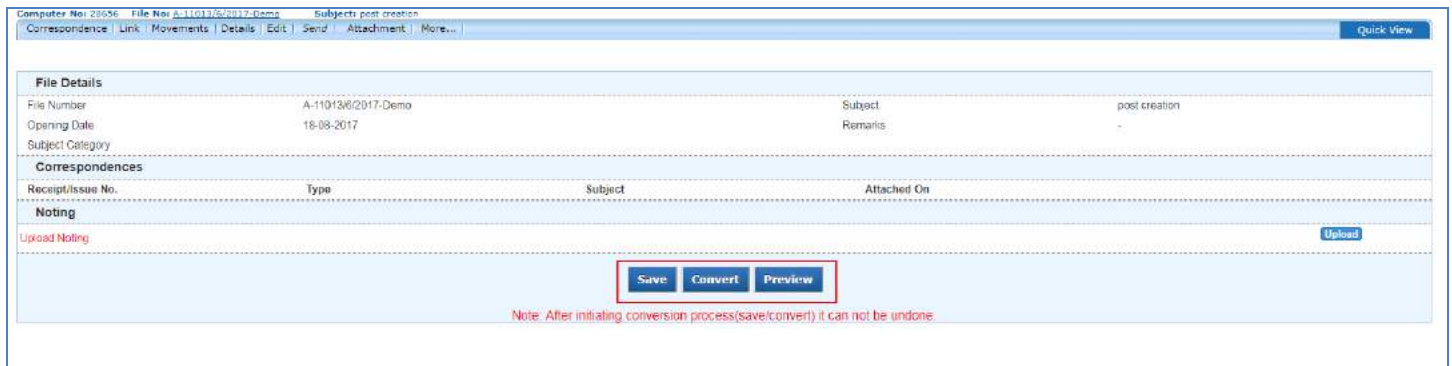 Computer No: 28656 File No: A-11013/6/2017-Demo Subject: post creation
Correspondence | Link | Movements | Details | Edit | Send | Attachment | More... |
Quick View
File Details
File Number A-11013/6/2017-Demo Subject post creation
Opening Date 18-08-2017 Remarks -
Subject Category
Correspondences
Receipt/Issue No. Type Subject Attached On
Noting
Upload Noting Upload
Save Convert Preview
Note: After initiating conversion process(save/convert) it can not be undone.